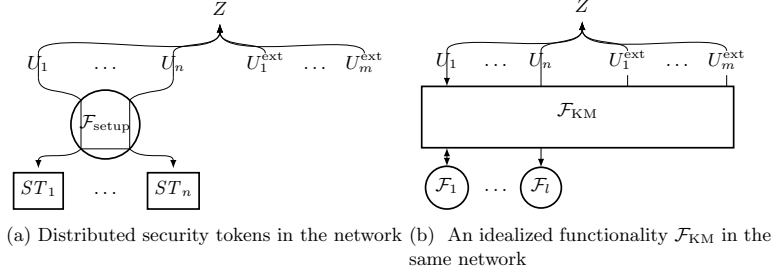 Z
U₁ … Uₙ U₁ᵉˣᵗ … Uₘᵉˣᵗ
ℱsetup
ST₁ … STₙ
(a) Distributed security tokens in the network
Z
U₁ … Uₙ U₁ᵉˣᵗ … Uₘᵉˣᵗ
ℱKM
ℱ₁ … ℱₗ
(b) An idealized functionality ℱKM in the
same network